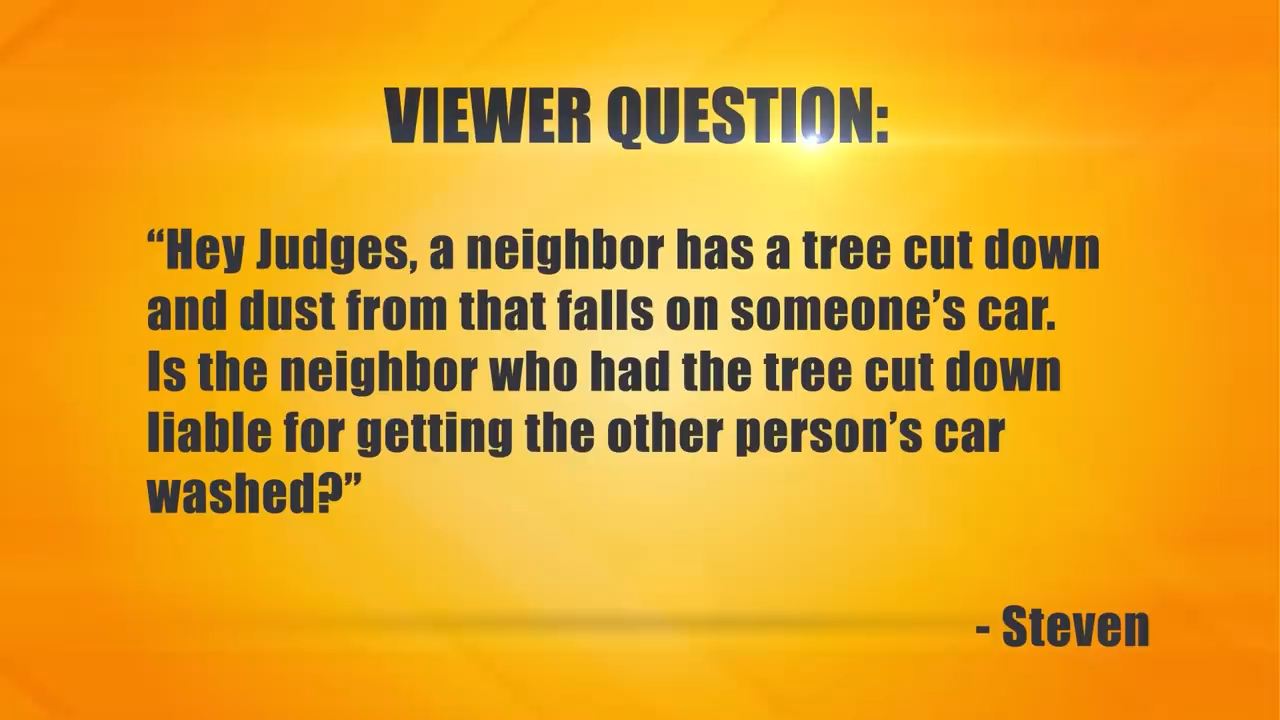 VIEWER QUESTION:
“Hey Judges, a neighbor has a tree cut down
and dust from that falls on someone’s car.
Is the neighbor who had the tree cut down
liable for getting the other person’s car
washed?”
- Steven